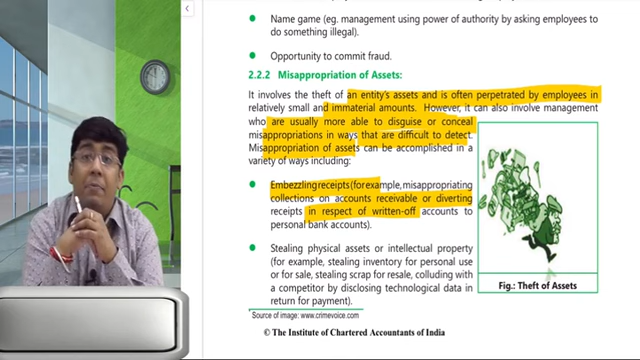 Name game (eg. management using power of authority by asking employees to
do something illegal).
Opportunity to commit fraud.
2.2.2 Misappropriation of Assets:
It involves the theft of an entity's assets and is often perpetrated by employees in
relatively small and immaterial amounts. However, it can also involve management
who are usually more able to disguise or conceal
misappropriations in ways that are difficult to detect.
Misappropriation of assets can be accomplished in a
variety of ways including:
Embezzling receipts (for example, misappropriating
collections on accounts receivable or diverting
receipts in respect of written-off accounts to
personal bank accounts).
Stealing physical assets or intellectual property
(for example, stealing inventory for personal use
or for sale, stealing scrap for resale, colluding with
a competitor by disclosing technological data in
return for payment).
Fig.: Theft of Assets
Source of image: www.crimevoice.com
© The Institute of Chartered Accountants of India